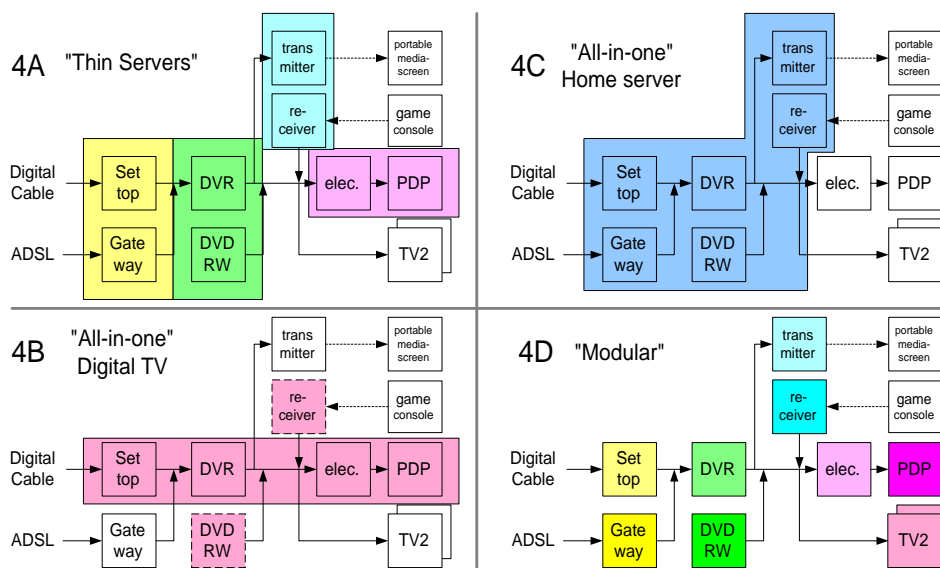 4A
"Thin Servers"
trans
mitter
portable
media-
screen
re-
ceiver
game
console
Digital
Cable
Set
top
DVR
elec.
PDP
ADSL
Gate
way
DVD
RW
TV2
4C
"All-in-one"
Home server
trans
mitter
portable
media-
screen
re-
ceiver
game
console
Digital
Cable
Set
top
DVR
elec.
PDP
ADSL
Gate
way
DVD
RW
TV2
4B
"All-in-one"
Digital TV
trans
mitter
portable
media-
screen
re-
ceiver
game
console
Digital
Cable
Set
top
DVR
elec.
PDP
ADSL
Gate
way
DVD
RW
TV2
4D
"Modular"
trans
mitter
portable
media-
screen
re-
ceiver
game
console
Digital
Cable
Set
top
DVR
elec.
PDP
ADSL
Gate
way
DVD
RW
TV2